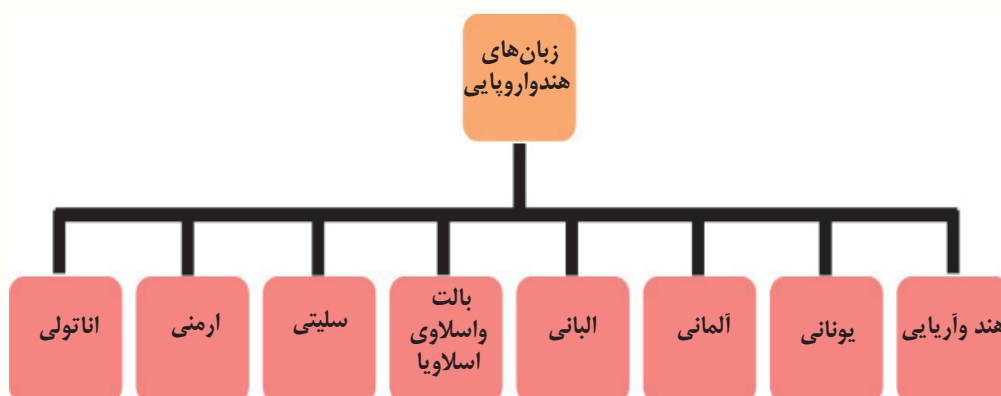 زبان‌های
هندواروپایی
هند وآریایی
یونانی
آلمانی
البانی
بالت
واسلاوی
اسلاویا
سلیتی
ارمنی
اناتولی